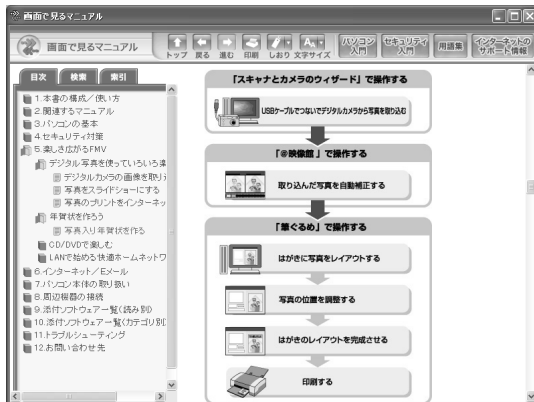 画面で見るマニュアル
画面で見るマニュアル
トップ 戻る 進む 印刷 しおり 文字サイズ
パソコン入門
セキュリティ入門
用語集
インターネットのサポート情報
目次 検索 索引
1.本書の構成/使い方
2.関連するマニュアル
3.パソコンの基本
4.セキュリティ対策
5.楽しさ広がるFMV
デジタル写真を使っていろいろ楽
デジタルカメラの画像を取り
写真をスライドショーにする
写真のプリントをインターネッ
年賀状を作ろう
写真入り年賀状を作る
CD/DVDで楽しむ
LANで始める快適ホームネットワ
6.インターネット/Eメール
7.パソコン本体の取り扱い
8.周辺機器の接続
9.添付ソフトウェア一覧(読み別)
10.添付ソフトウェア一覧(カテゴリ別)
11.トラブルシューティング
12.お問い合わせ先
「スキャナとカメラのウィザード」で操作する
USBケーブルでつないでデジタルカメラから写真を取り込む
「@映像館」で操作する
取り込んだ写真を自動補正する
「筆ぐるめ」で操作する
はがきに写真をレイアウトする
写真の位置を調整する
はがきのレイアウトを完成させる
印刷する